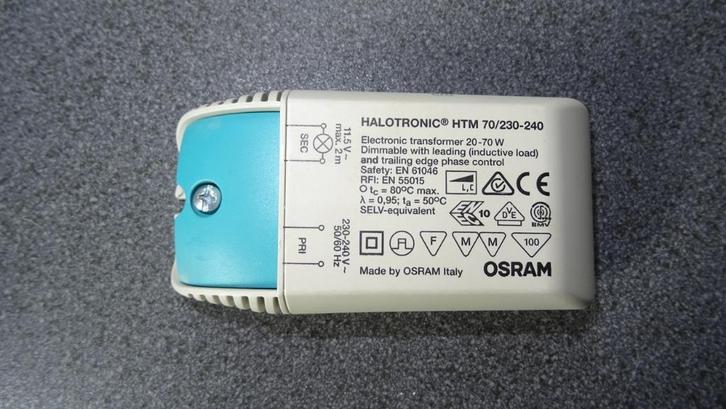 HALOTRONIC® HTM 70/230-240
Electronic transformer 20-70 W
Dimmable with leading (inductive load)
and trailing edge phase control
Safety: EN 61046
RFI: EN 55015
tc = 80°C max.
λ = 0,95; ta = 50°C
SELV-equivalent
L,C
CE
10
VDE
EMV
F
M
M
100
Made by OSRAM Italy
OSRAM
11.5 V~
max. 2 m
SEC
230-240 V~
50/60 Hz
PRI